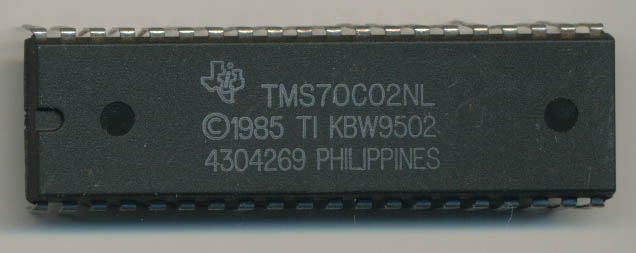 TMS70C02NL
©1985 TI KBW9502
4304269 PHILIPPINES